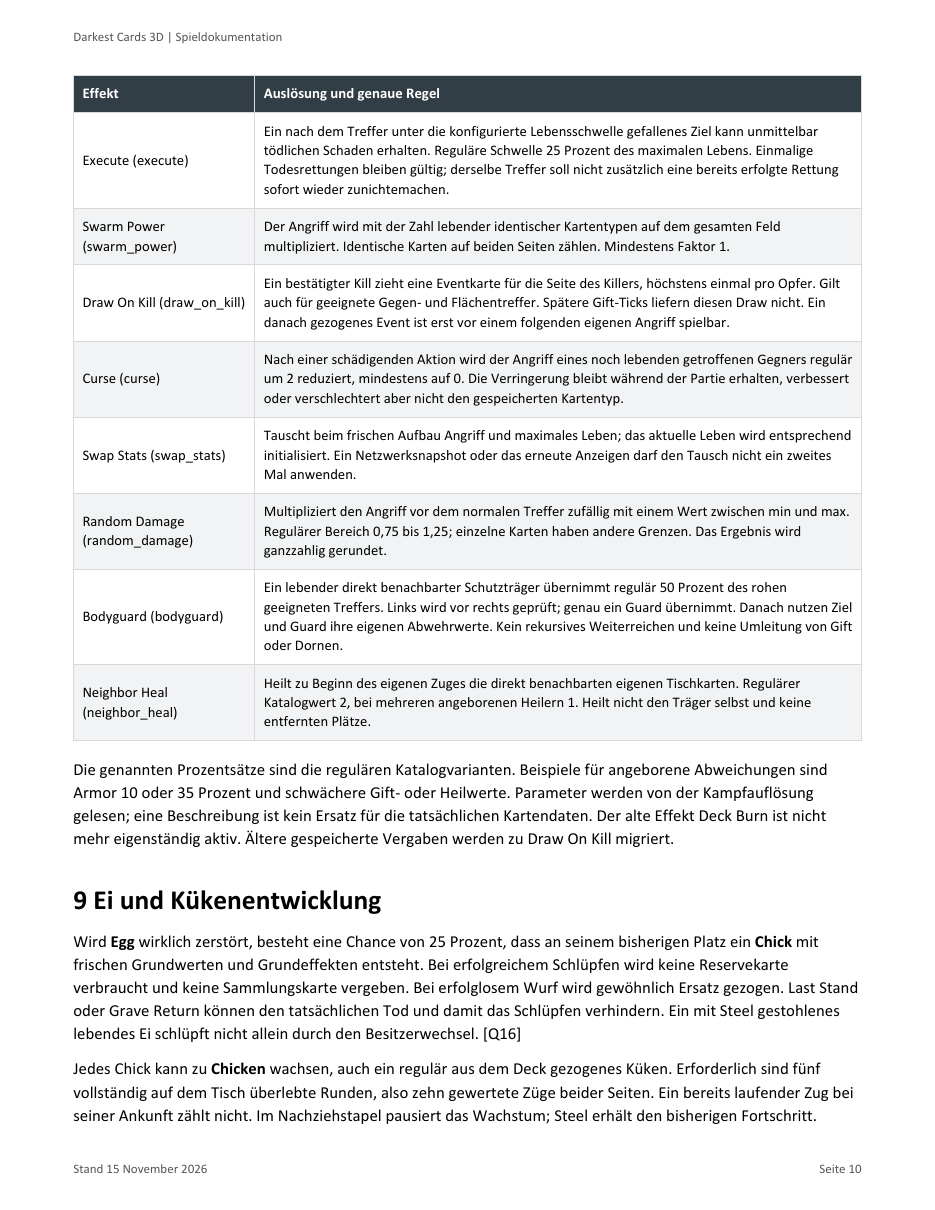 Darkest Cards 3D | Spieldokumentation
Effekt
Auslösung und genaue Regel
Execute (execute)
Ein nach dem Treffer unter die konfigurierte Lebensschwelle gefallenes Ziel kann unmittelbar
tödlichen Schaden erhalten. Reguläre Schwelle 25 Prozent des maximalen Lebens. Einmalige
Todesrettungen bleiben gültig; derselbe Treffer soll nicht zusätzlich eine bereits erfolgte Rettung
sofort wieder zunichtemachen.
Swarm Power
(swarm_power)
Der Angriff wird mit der Zahl lebender identischer Kartentypen auf dem gesamten Feld
multipliziert. Identische Karten auf beiden Seiten zählen. Mindestens Faktor 1.
Draw On Kill (draw_on_kill)
Ein bestätigter Kill zieht eine Eventkarte für die Seite des Killers, höchstens einmal pro Opfer. Gilt
auch für geeignete Gegen- und Flächentreffer. Spätere Gift-Ticks liefern diesen Draw nicht. Ein
danach gezogenes Event ist erst vor einem folgenden eigenen Angriff spielbar.
Curse (curse)
Nach einer schädigenden Aktion wird der Angriff eines noch lebenden getroffenen Gegners regulär
um 2 reduziert, mindestens auf 0. Die Verringerung bleibt während der Partie erhalten, verbessert
oder verschlechtert aber nicht den gespeicherten Kartentyp.
Swap Stats (swap_stats)
Tauscht beim frischen Aufbau Angriff und maximales Leben; das aktuelle Leben wird entsprechend
initialisiert. Ein Netzwerksnapshot oder das erneute Anzeigen darf den Tausch nicht ein zweites
Mal anwenden.
Random Damage
(random_damage)
Multipliziert den Angriff vor dem normalen Treffer zufällig mit einem Wert zwischen min und max.
Regulärer Bereich 0,75 bis 1,25; einzelne Karten haben andere Grenzen. Das Ergebnis wird
ganzzahlig gerundet.
Bodyguard (bodyguard)
Ein lebender direkt benachbarter Schutzträger übernimmt regulär 50 Prozent des rohen
geeigneten Treffers. Links wird vor rechts geprüft; genau ein Guard übernimmt. Danach nutzen Ziel
und Guard ihre eigenen Abwehrwerte. Kein rekursives Weiterreichen und keine Umleitung von Gift
oder Dornen.
Neighbor Heal
(neighbor_heal)
Heilt zu Beginn des eigenen Zuges die direkt benachbarten eigenen Tischkarten. Regulärer
Katalogwert 2, bei mehreren angeborenen Heilern 1. Heilt nicht den Träger selbst und keine
entfernten Plätze.
Die genannten Prozentsätze sind die regulären Katalogvarianten. Beispiele für angeborene Abweichungen sind
Armor 10 oder 35 Prozent und schwächere Gift- oder Heilwerte. Parameter werden von der Kampfauflösung
gelesen; eine Beschreibung ist kein Ersatz für die tatsächlichen Kartendaten. Der alte Effekt Deck Burn ist nicht
mehr eigenständig aktiv. Ältere gespeicherte Vergaben werden zu Draw On Kill migriert.
9 Ei und Kükenentwicklung
Wird Egg wirklich zerstört, besteht eine Chance von 25 Prozent, dass an seinem bisherigen Platz ein Chick mit
frischen Grundwerten und Grundeffekten entsteht. Bei erfolgreichem Schlüpfen wird keine Reservekarte
verbraucht und keine Sammlungskarte vergeben. Bei erfolglosem Wurf wird gewöhnlich Ersatz gezogen. Last Stand
oder Grave Return können den tatsächlichen Tod und damit das Schlüpfen verhindern. Ein mit Steel gestohlenes
lebendes Ei schlüpft nicht allein durch den Besitzerwechsel. [Q16]
Jedes Chick kann zu Chicken wachsen, auch ein regulär aus dem Deck gezogenes Küken. Erforderlich sind fünf
vollständig auf dem Tisch überlebte Runden, also zehn gewertete Züge beider Seiten. Ein bereits laufender Zug bei
seiner Ankunft zählt nicht. Im Nachziehstapel pausiert das Wachstum; Steel erhält den bisherigen Fortschritt.
Stand 15 November 2026
Seite 10